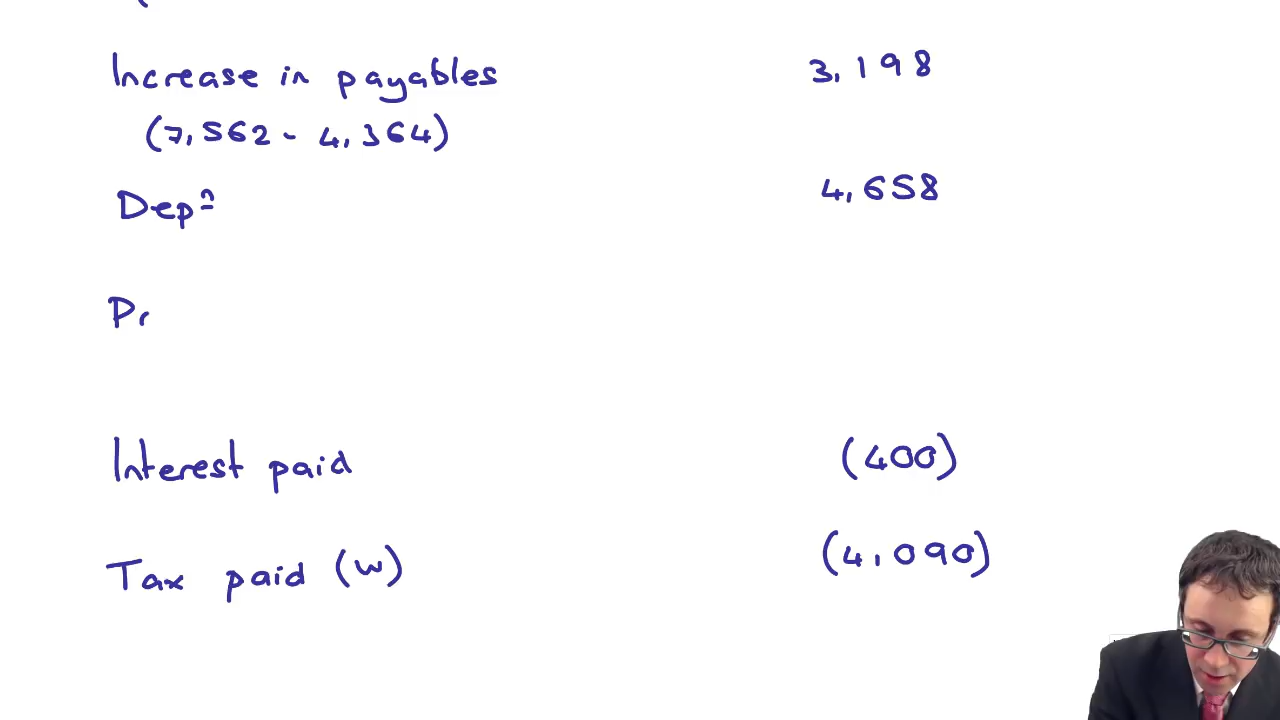 Increase in payables 3,198
(7,562 - 4,364)
Depn 4,658
Pr
Interest paid (400)
Tax paid (w) (4,090)